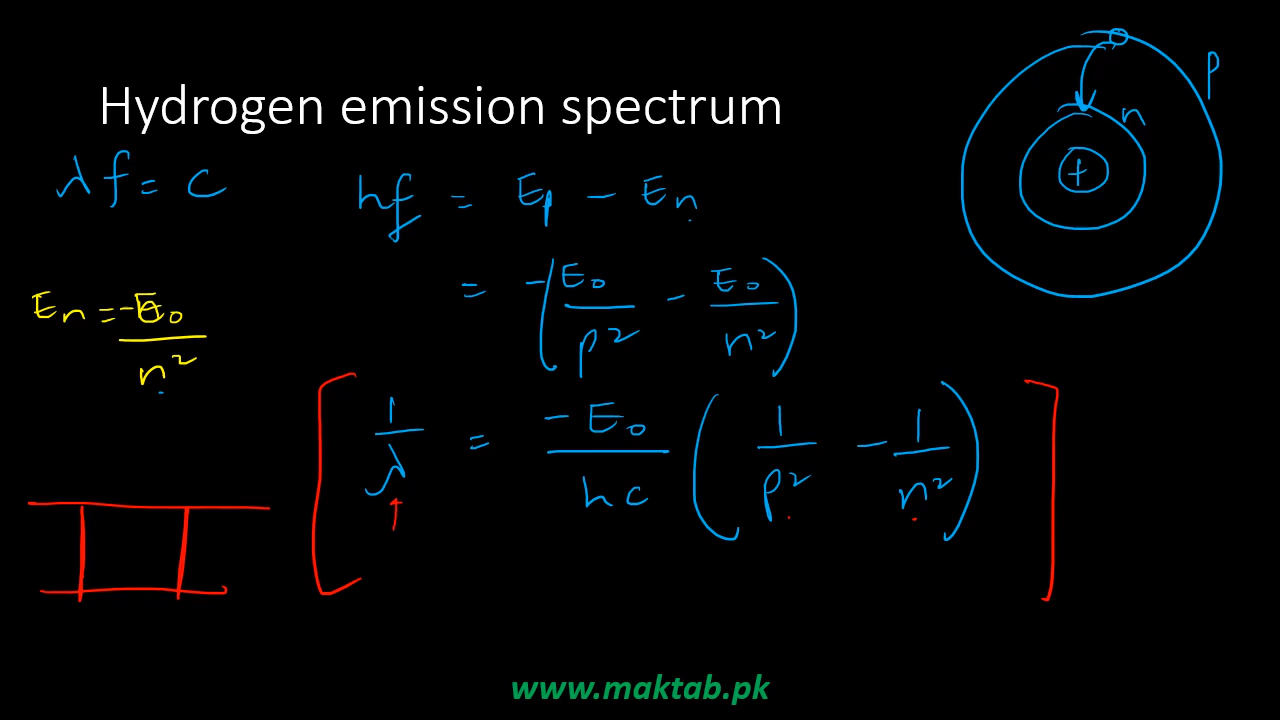 Hydrogen emission spectrum
λf = c
hf = Ep − En
= −(E₀/p² − E₀/n²)
En = −E₀/n²
1/λ = −E₀/hc (1/p² − 1/n²)
p
n
+
www.maktab.pk